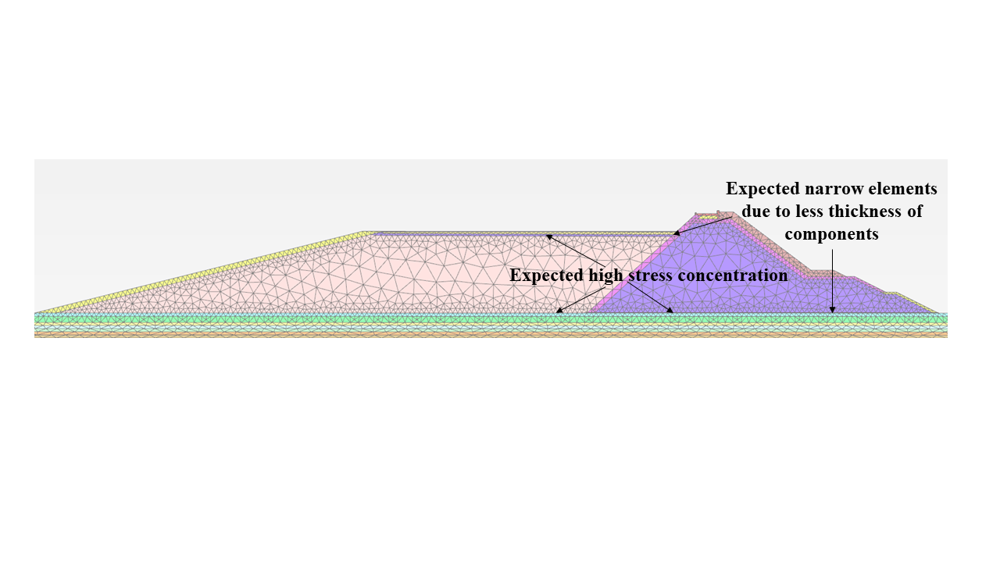 Expected narrow elements
due to less thickness of
components
Expected high stress concentration